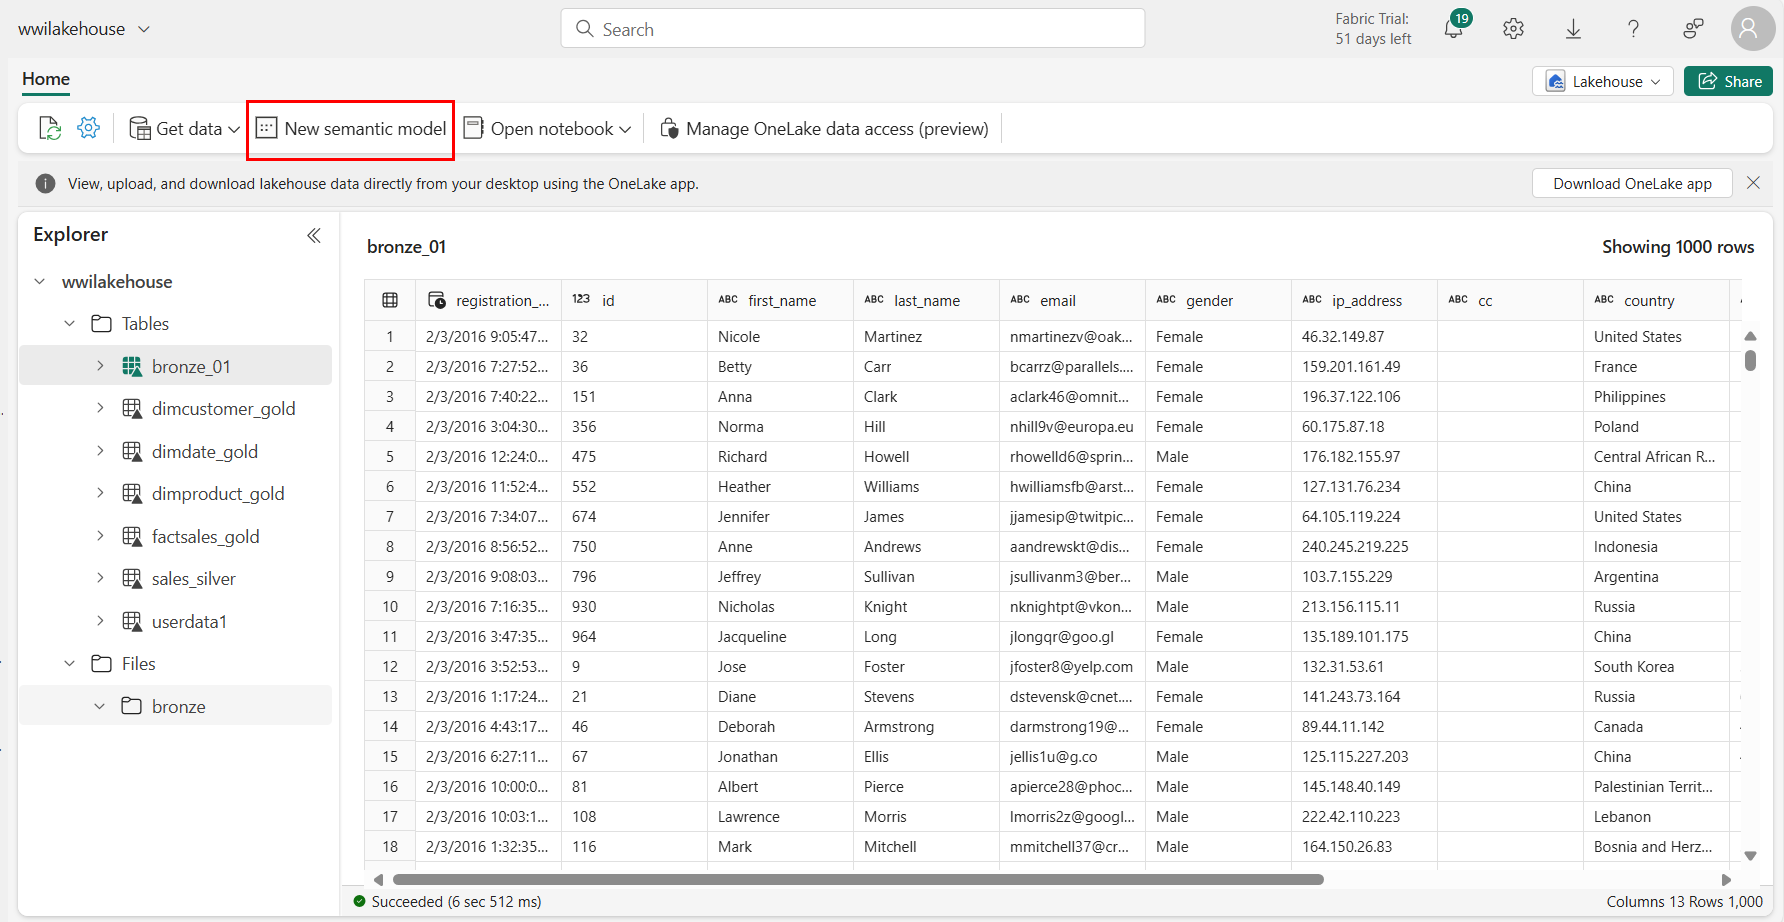 wwilakehouse
Search
Fabric Trial:
51 days left
19
Home
Lakehouse
Share
Get data
New semantic model
Open notebook
Manage OneLake data access (preview)
View, upload, and download lakehouse data directly from your desktop using the OneLake app.
Download OneLake app
Explorer
wwilakehouse
Tables
bronze_01
dimcustomer_gold
dimdate_gold
dimproduct_gold
factsales_gold
sales_silver
userdata1
Files
bronze
bronze_01
Showing 1000 rows
registration_... 123 id ABC first_name ABC last_name ABC email ABC gender ABC ip_address ABC cc ABC country
1 2/3/2016 9:05:47... 32 Nicole Martinez nmartinezv@oak... Female 46.32.149.87 United States
2 2/3/2016 7:27:52... 36 Betty Carr bcarrz@parallels.... Female 159.201.161.49 France
3 2/3/2016 7:40:22... 151 Anna Clark aclark46@omnit... Female 196.37.122.106 Philippines
4 2/3/2016 3:04:30... 356 Norma Hill nhill9v@europa.eu Female 60.175.87.18 Poland
5 2/3/2016 12:24:0... 475 Richard Howell rhowelld6@sprin... Male 176.182.155.97 Central African R...
6 2/3/2016 11:52:4... 552 Heather Williams hwilliamsfb@arst... Female 127.131.76.234 China
7 2/3/2016 7:34:07... 674 Jennifer James jjamesip@twitpic... Female 64.105.119.224 United States
8 2/3/2016 8:56:52... 750 Anne Andrews aandrewskt@dis... Female 240.245.219.225 Indonesia
9 2/3/2016 9:08:03... 796 Jeffrey Sullivan jsullivanm3@ber... Male 103.7.155.229 Argentina
10 2/3/2016 7:16:35... 930 Nicholas Knight nknightpt@vkon... Male 213.156.115.11 Russia
11 2/3/2016 3:47:35... 964 Jacqueline Long jlongqr@goo.gl Female 135.189.101.175 China
12 2/3/2016 3:52:53... 9 Jose Foster jfoster8@yelp.com Male 132.31.53.61 South Korea
13 2/3/2016 1:17:24... 21 Diane Stevens dstevensk@cnet.... Female 141.243.73.164 Russia
14 2/3/2016 4:43:17... 46 Deborah Armstrong darmstrong19@... Female 89.44.11.142 Canada
15 2/3/2016 6:27:11... 67 Jonathan Ellis jellis1u@g.co Male 125.115.227.203 China
16 2/3/2016 10:00:0... 81 Albert Pierce apierce28@phoc... Male 145.148.40.149 Palestinian Territ...
17 2/3/2016 10:03:1... 108 Lawrence Morris lmorris2z@googl... Male 222.42.110.223 Lebanon
18 2/3/2016 1:32:35... 116 Mark Mitchell mmitchell37@cr... Male 164.150.26.83 Bosnia and Herz...
Succeeded (6 sec 512 ms)
Columns 13 Rows 1,000